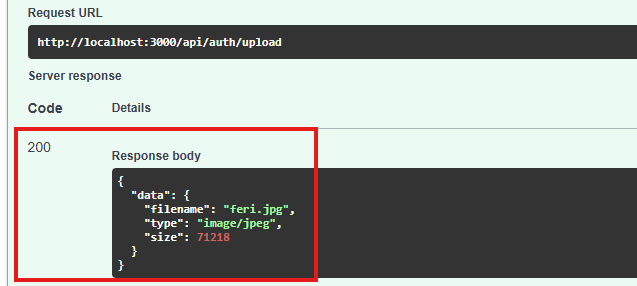 Request URL
http://localhost:3000/api/auth/upload
Server response
Code Details
200
Response body
{
"data": {
"filename": "feri.jpg",
"type": "image/jpeg",
"size": 71218
}
}